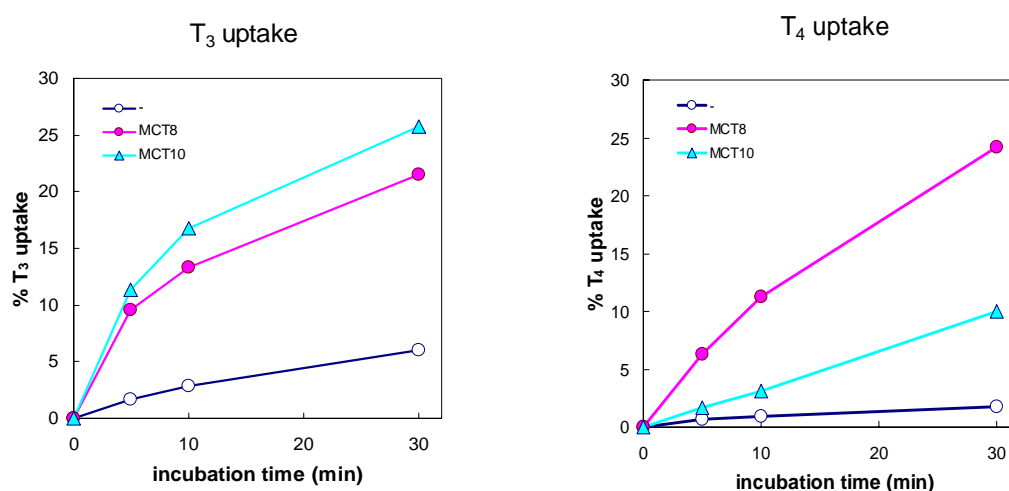 T₃ uptake
30
25
20
15
10
5
0
% T₃ uptake
-
MCT8
MCT10
0 10 20 30
incubation time (min)
T₄ uptake
30
25
20
15
10
5
0
% T₄ uptake
-
MCT8
MCT10
0 10 20 30
incubation time (min)